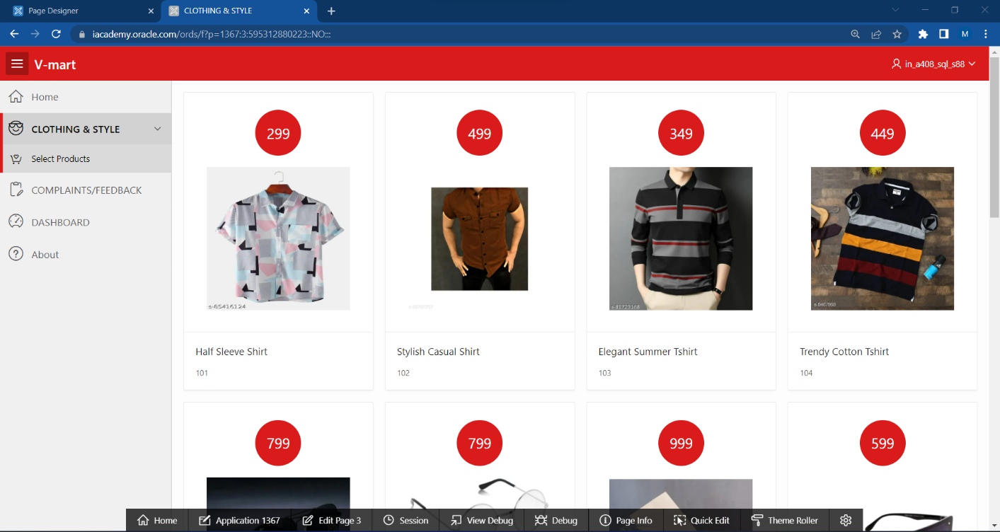 Page Designer
CLOTHING & STYLE
iacademy.oracle.com/ords/f?p=1367:3:595312880223::NO:::
M
V-mart
in_a408_sql_s88
Home
CLOTHING & STYLE
Select Products
COMPLAINTS/FEEDBACK
DASHBOARD
About
299
499
349
449
s-65416124
s-81723168
Half Sleeve Shirt
Stylish Casual Shirt
Elegant Summer Tshirt
Trendy Cotton Tshirt
101
102
103
104
799
799
999
599
Home
Application 1367
Edit Page 3
Session
View Debug
Debug
Page Info
Quick Edit
Theme Roller